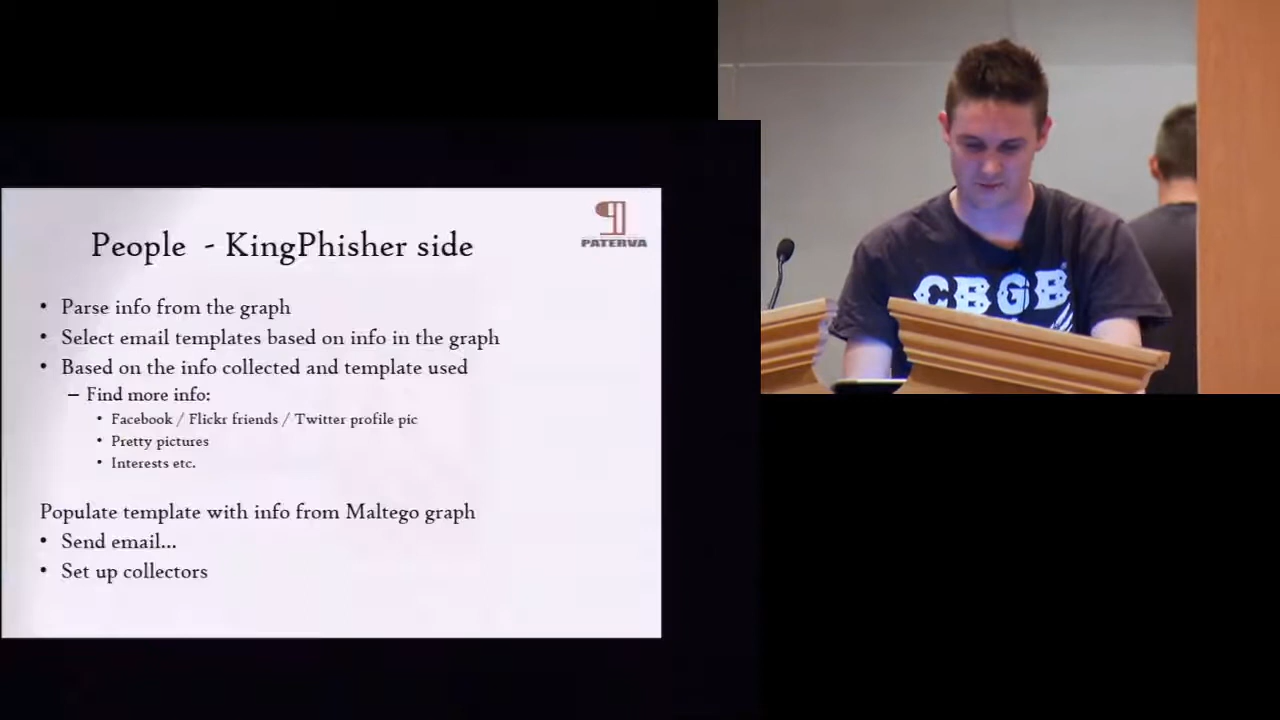 People - KingPhisher side
PATERVA
• Parse info from the graph
• Select email templates based on info in the graph
• Based on the info collected and template used
– Find more info:
• Facebook / Flickr friends / Twitter profile pic
• Pretty pictures
• Interests etc.
Populate template with info from Maltego graph
• Send email...
• Set up collectors
CBGB